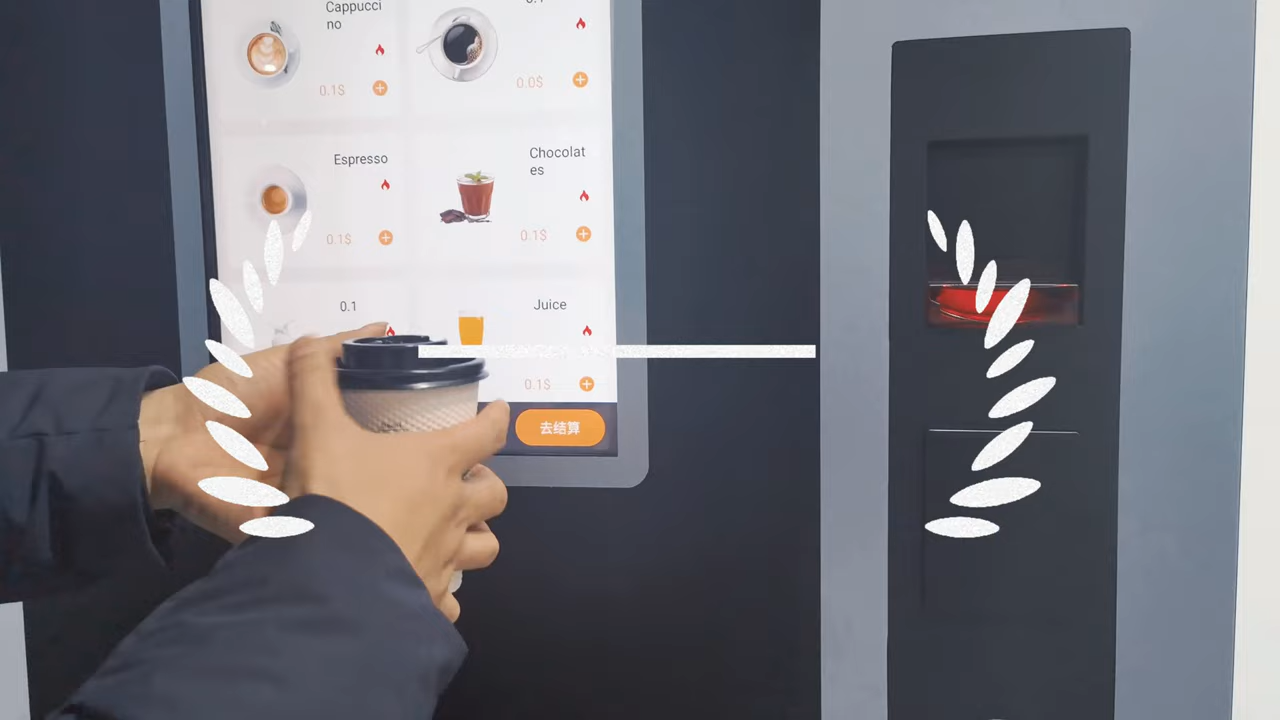 Cappucci
no
0.1$
0.0$
Espresso
0.1$
Chocolat
es
0.1$
0.1
Juice
0.1$
去结算